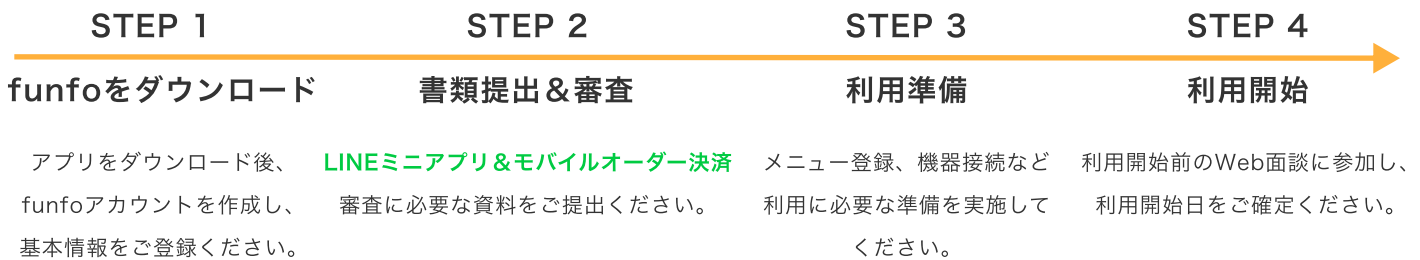 STEP 1
funfoをダウンロード
アプリをダウンロード後、
funfoアカウントを作成し、
基本情報をご登録ください。
STEP 2
書類提出＆審査
LINEミニアプリ＆モバイルオーダー決済
審査に必要な資料をご提出ください。
STEP 3
利用準備
メニュー登録、機器接続など
利用に必要な準備を実施して
ください。
STEP 4
利用開始
利用開始前のWeb面談に参加し、
利用開始日をご確定ください。